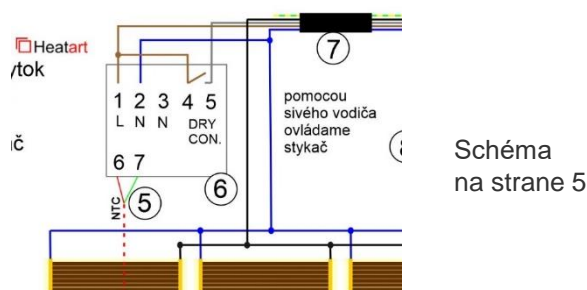 Heatart
ytok
č
7
1 2 3 4 5
L N N DRY
CON.
6 7
NTC
5
6
pomocou
sivého vodiča
ovládame
stykač
Schéma
na strane 5